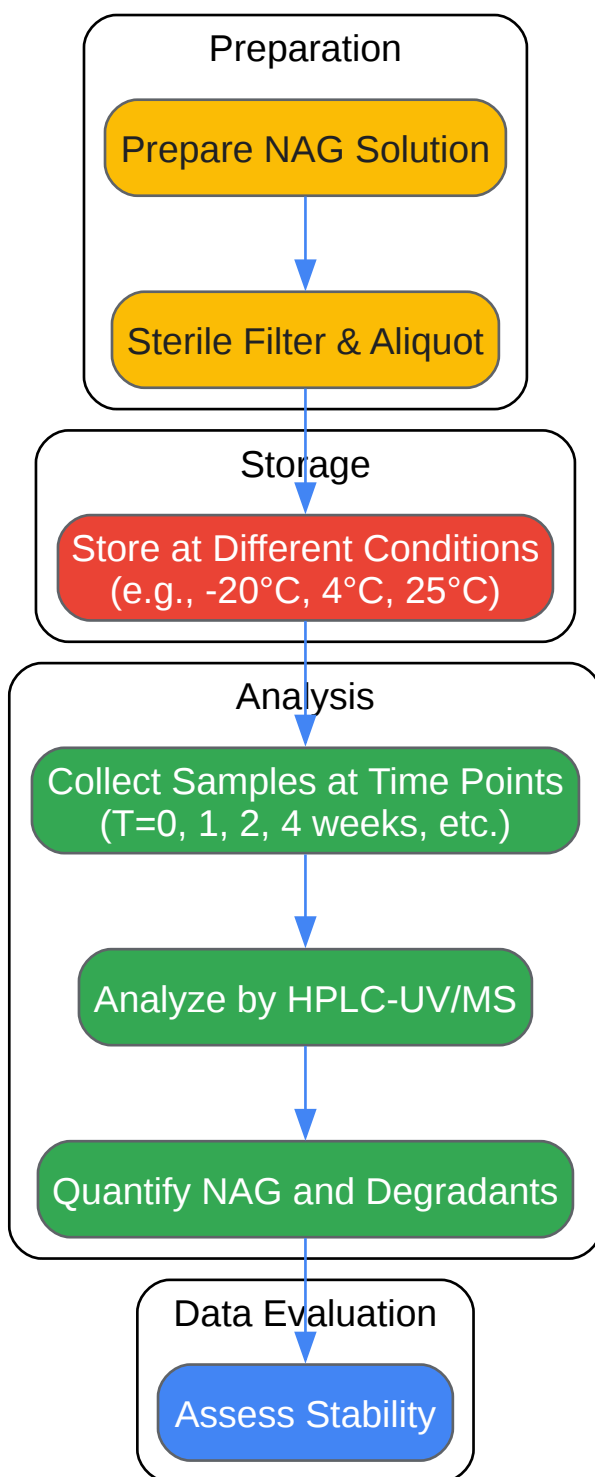 Preparation
Prepare NAG Solution
Sterile Filter & Aliquot
Storage
Store at Different Conditions
(e.g., -20°C, 4°C, 25°C)
Analysis
Collect Samples at Time Points
(T=0, 1, 2, 4 weeks, etc.)
Analyze by HPLC-UV/MS
Quantify NAG and Degradants
Data Evaluation
Assess Stability